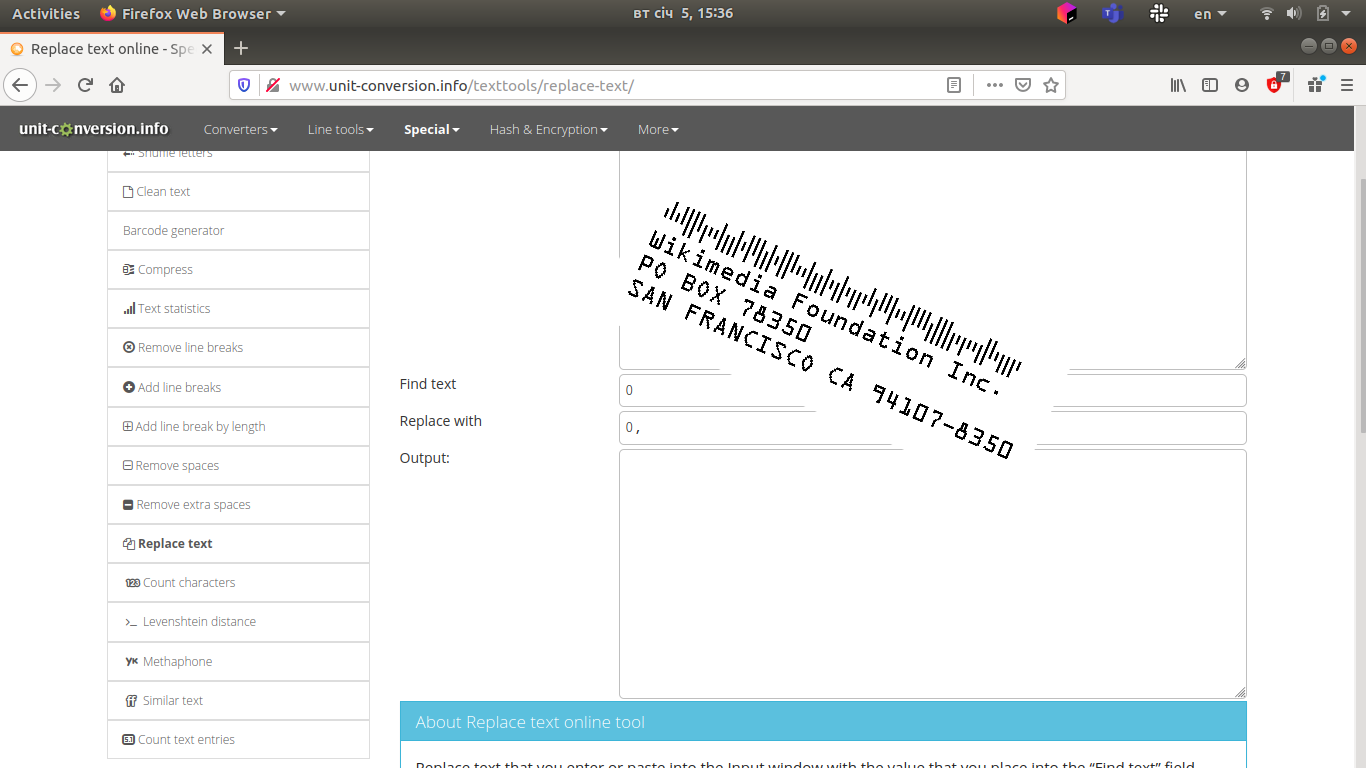 Activities Firefox Web Browser вт січ 5, 15:36 en
Replace text online - Spe
www.unit-conversion.info/texttools/replace-text/ 7
unit-conversion.info Converters Line tools Special Hash & Encryption More
Shuffle letters
Clean text
Barcode generator
Compress
Text statistics
Remove line breaks
Add line breaks
Add line break by length
Remove spaces
Remove extra spaces
Replace text
123 Count characters
>_ Levenshtein distance
Methaphone
Similar text
Count text entries
Wikimedia Foundation Inc.
PO BOX 78350
SAN FRANCISCO CA 94107-8350
Find text 0
Replace with 0,
Output:
About Replace text online tool
Replace text that you enter or paste into the Input window with the value that you place into the “Find text” field